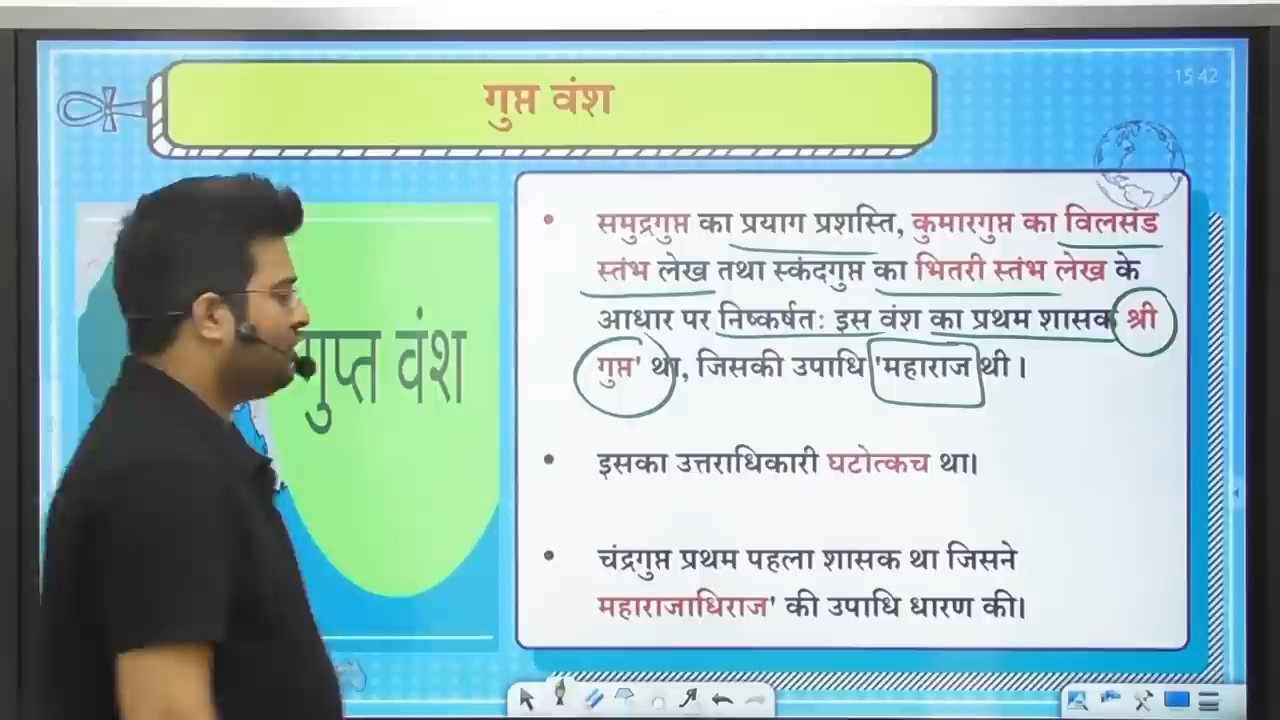 15 42
गुप्त वंश
गुप्त वंश
• समुद्रगुप्त का प्रयाग प्रशस्ति, कुमारगुप्त का विलसंड
स्तंभ लेख तथा स्कंदगुप्त का भितरी स्तंभ लेख के
आधार पर निष्कर्षतः इस वंश का प्रथम शासक श्री
गुप्त' था, जिसकी उपाधि 'महाराज थी।
• इसका उत्तराधिकारी घटोत्कच था।
• चंद्रगुप्त प्रथम पहला शासक था जिसने
महाराजाधिराज' की उपाधि धारण की।